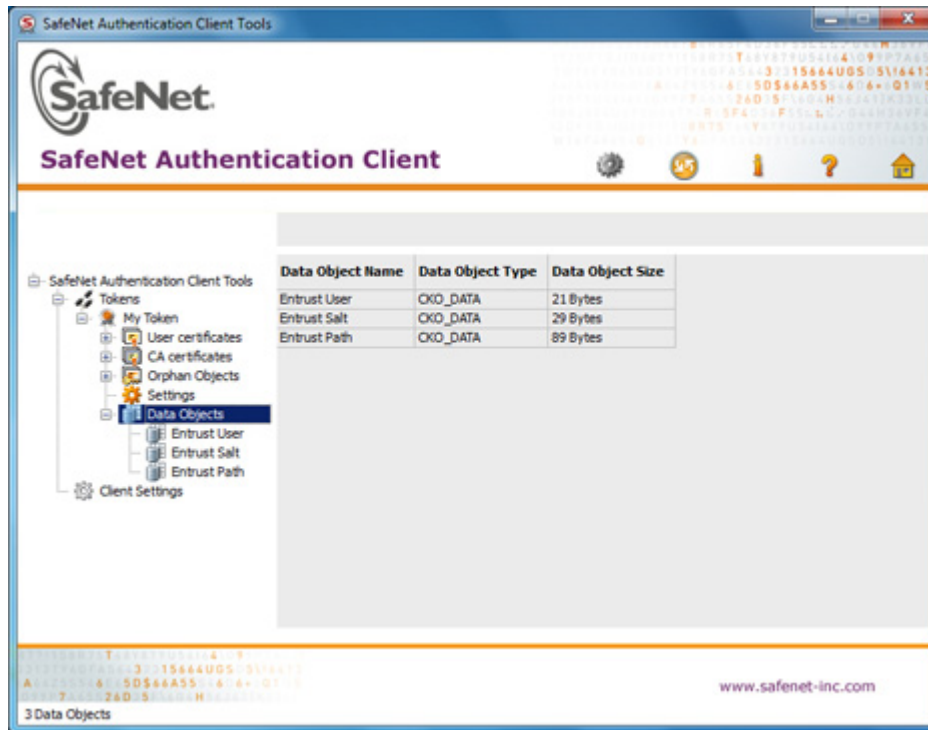 SafeNet Authentication Client Tools
SafeNet.
SafeNet Authentication Client
SafeNet Authentication Client Tools
Tokens
My Token
User certificates
CA certificates
Orphan Objects
Settings
Data Objects
Entrust User
Entrust Salt
Entrust Path
Client Settings
Data Object Name Data Object Type Data Object Size
Entrust User CKO_DATA 21 Bytes
Entrust Salt CKO_DATA 29 Bytes
Entrust Path CKO_DATA 89 Bytes
www.safenet-inc.com
3 Data Objects